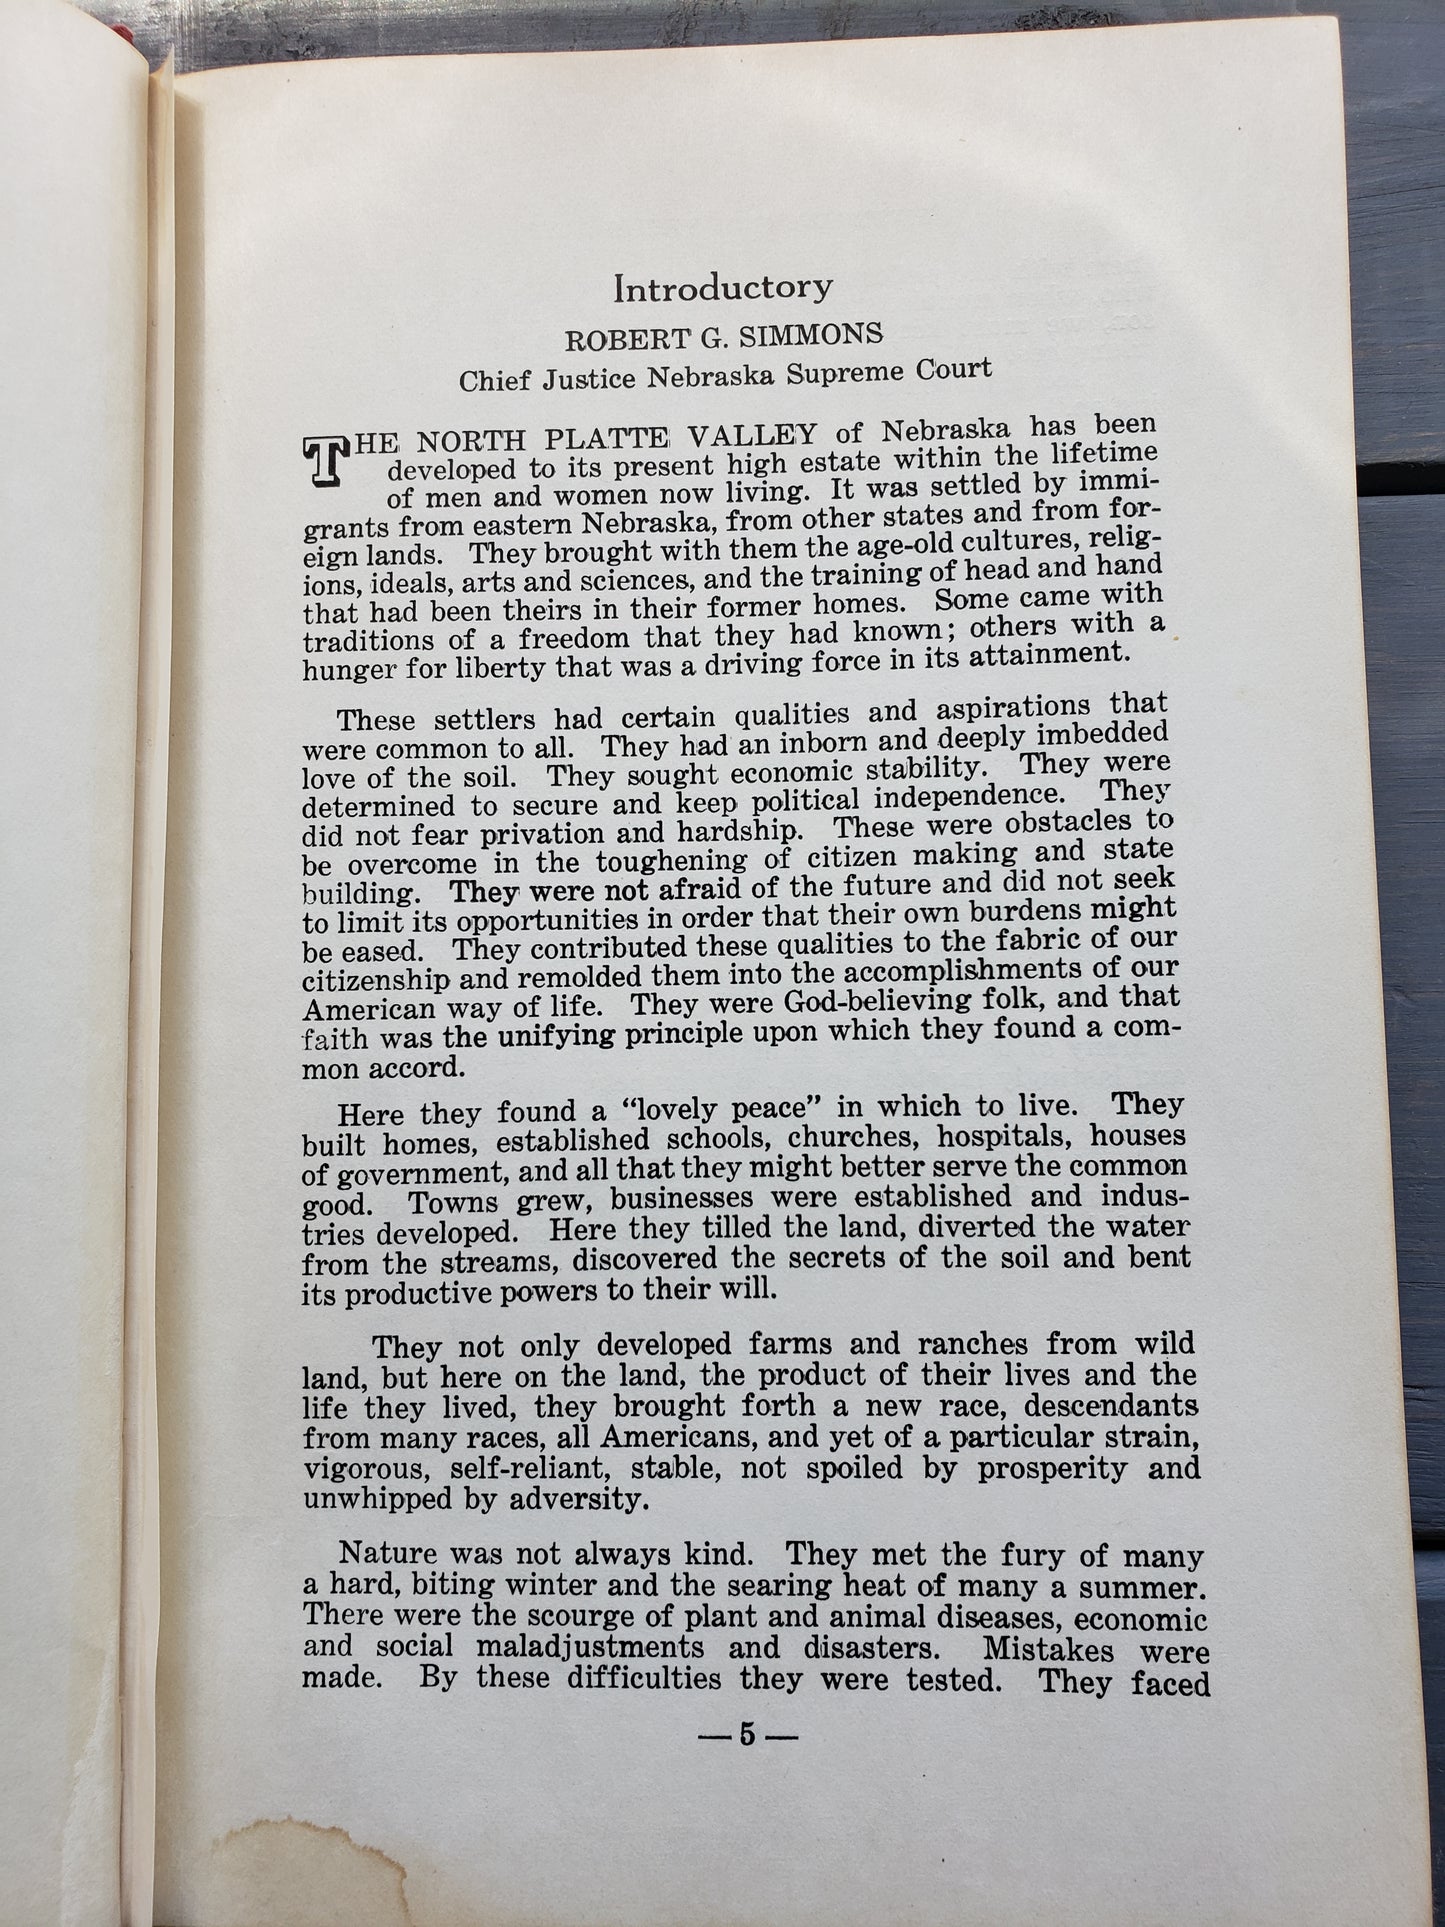 Introductory
ROBERT G. SIMMONS
Chief Justice Nebraska Supreme Court
THE NORTH PLATTE VALLEY of Nebraska has been
developed to its present high estate within the lifetime
of men and women now living. It was settled by immi-
grants from eastern Nebraska, from other states and from for-
eign lands. They brought with them the age-old cultures, relig-
ions, ideals, arts and sciences, and the training of head and hand
that had been theirs in their former homes. Some came with
traditions of a freedom that they had known; others with a
hunger for liberty that was a driving force in its attainment.
These settlers had certain qualities and aspirations that
were common to all. They had an inborn and deeply imbedded
love of the soil. They sought economic stability. They were
determined to secure and keep political independence. They
did not fear privation and hardship. These were obstacles to
be overcome in the toughening of citizen making and state
building. They were not afraid of the future and did not seek
to limit its opportunities in order that their own burdens might
be eased. They contributed these qualities to the fabric of our
citizenship and remolded them into the accomplishments of our
American way of life. They were God-believing folk, and that
faith was the unifying principle upon which they found a com-
mon accord.
Here they found a “lovely peace” in which to live. They
built homes, established schools, churches, hospitals, houses
of government, and all that they might better serve the common
good. Towns grew, businesses were established and indus-
tries developed. Here they tilled the land, diverted the water
from the streams, discovered the secrets of the soil and bent
its productive powers to their will.
They not only developed farms and ranches from wild
land, but here on the land, the product of their lives and the
life they lived, they brought forth a new race, descendants
from many races, all Americans, and yet of a particular strain,
vigorous, self-reliant, stable, not spoiled by prosperity and
unwhipped by adversity.
Nature was not always kind. They met the fury of many
a hard, biting winter and the searing heat of many a summer.
There were the scourge of plant and animal diseases, economic
and social maladjustments and disasters. Mistakes were
made. By these difficulties they were tested. They faced
— 5 —